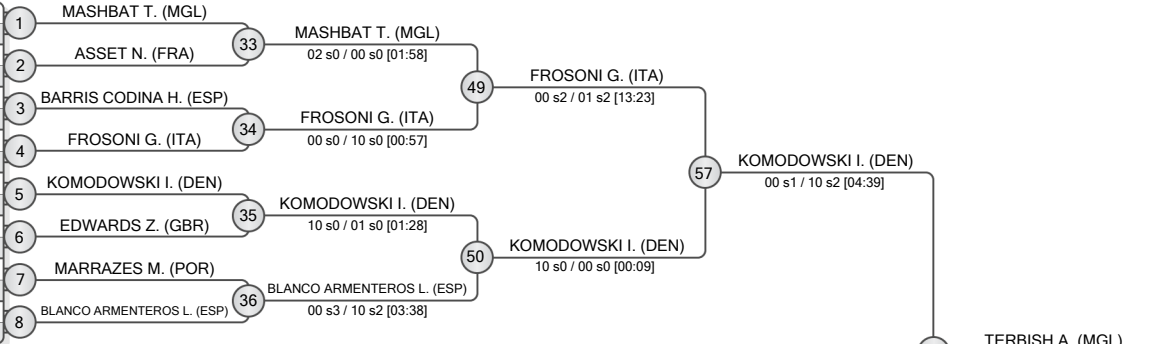 1
MASHBAT T. (MGL)
33
MASHBAT T. (MGL)
02 s0 / 00 s0 [01:58]
2
ASSET N. (FRA)
49
FROSONI G. (ITA)
00 s2 / 01 s2 [13:23]
3
BARRIS CODINA H. (ESP)
34
FROSONI G. (ITA)
00 s0 / 10 s0 [00:57]
4
FROSONI G. (ITA)
57
KOMODOWSKI I. (DEN)
00 s1 / 10 s2 [04:39]
5
KOMODOWSKI I. (DEN)
35
KOMODOWSKI I. (DEN)
10 s0 / 01 s0 [01:28]
6
EDWARDS Z. (GBR)
50
KOMODOWSKI I. (DEN)
10 s0 / 00 s0 [00:09]
7
MARRAZES M. (POR)
36
BLANCO ARMENTEROS L. (ESP)
00 s3 / 10 s2 [03:38]
8
BLANCO ARMENTEROS L. (ESP)
TERBISH A. (MGL)